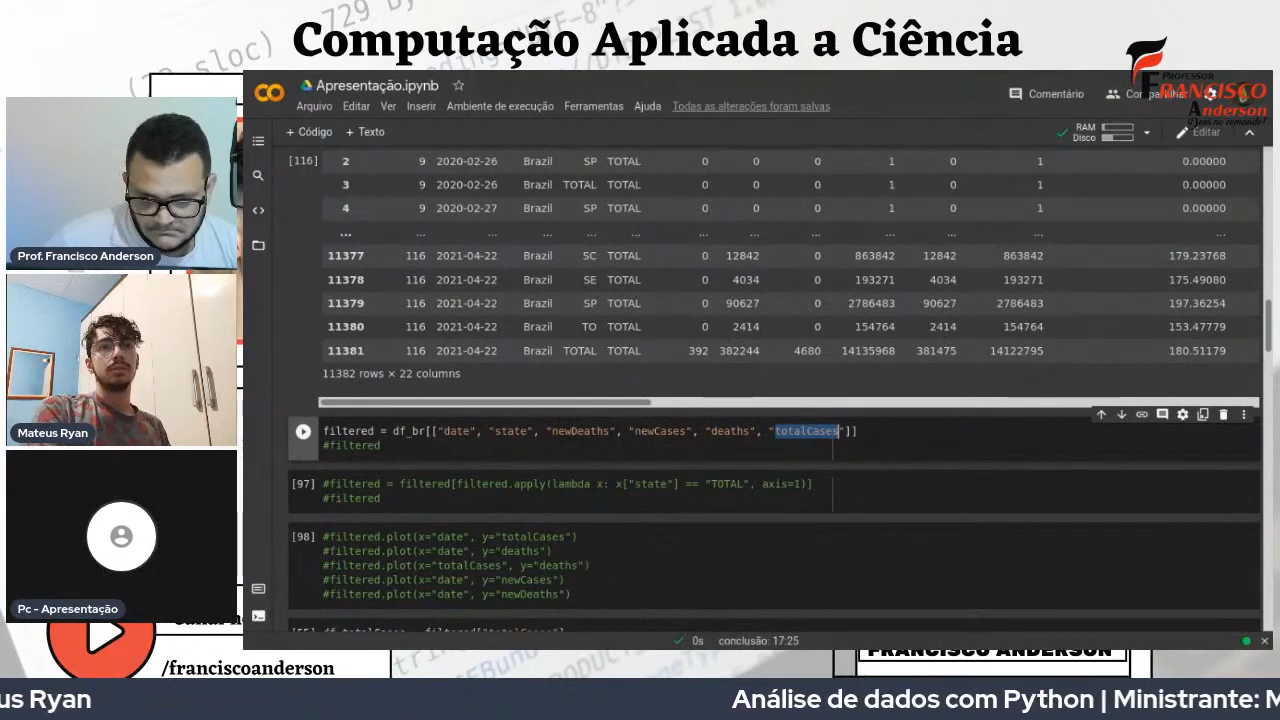 729 by
(?? sloc)
Computação Aplicada a Ciência
PROFESSOR
FRANCISCO
Anderson
Deus no comando!
Apresentação.ipynb
Comentário
Arquivo Editar Ver Inserir Ambiente de execução Ferramentas Ajuda Todas as alterações foram salvas
+ Código + Texto
RAM
Disco
Editar
[116] 2 9 2020-02-26 Brazil SP TOTAL 0 0 0 1 0 1 0.00000
3 9 2020-02-26 Brazil TOTAL TOTAL 0 0 0 1 0 1 0.00000
4 9 2020-02-27 Brazil SP TOTAL 0 0 0 1 0 1 0.00000
... ... ... ... ... ... ... ... ... ... ... ... ...
11377 116 2021-04-22 Brazil SC TOTAL 0 12842 0 863842 12842 863842 179.23768
11378 116 2021-04-22 Brazil SE TOTAL 0 4034 0 193271 4034 193271 175.49080
11379 116 2021-04-22 Brazil SP TOTAL 0 90627 0 2786483 90627 2786483 197.36254
11380 116 2021-04-22 Brazil TO TOTAL 0 2414 0 154764 2414 154764 153.47779
11381 116 2021-04-22 Brazil TOTAL TOTAL 392 382244 4680 14135968 381475 14122795 180.51179
11382 rows × 22 columns
filtered = df_br[["date", "state", "newDeaths", "newCases", "deaths", "totalCases"]]
#filtered
[97] #filtered = filtered[filtered.apply(lambda x: x["state"] == "TOTAL", axis=1)]
#filtered
[98] #filtered.plot(x="date", y="totalCases")
#filtered.plot(x="date", y="deaths")
#filtered.plot(x="totalCases", y="deaths")
#filtered.plot(x="date", y="newCases")
#filtered.plot(x="date", y="newDeaths")
0s conclusão: 17:25
Prof. Francisco Anderson
Mateus Ryan
Pc - Apresentação
/franciscoanderson
FRANCISCO ANDERSON
us Ryan
Análise de dados com Python | Ministrante: M